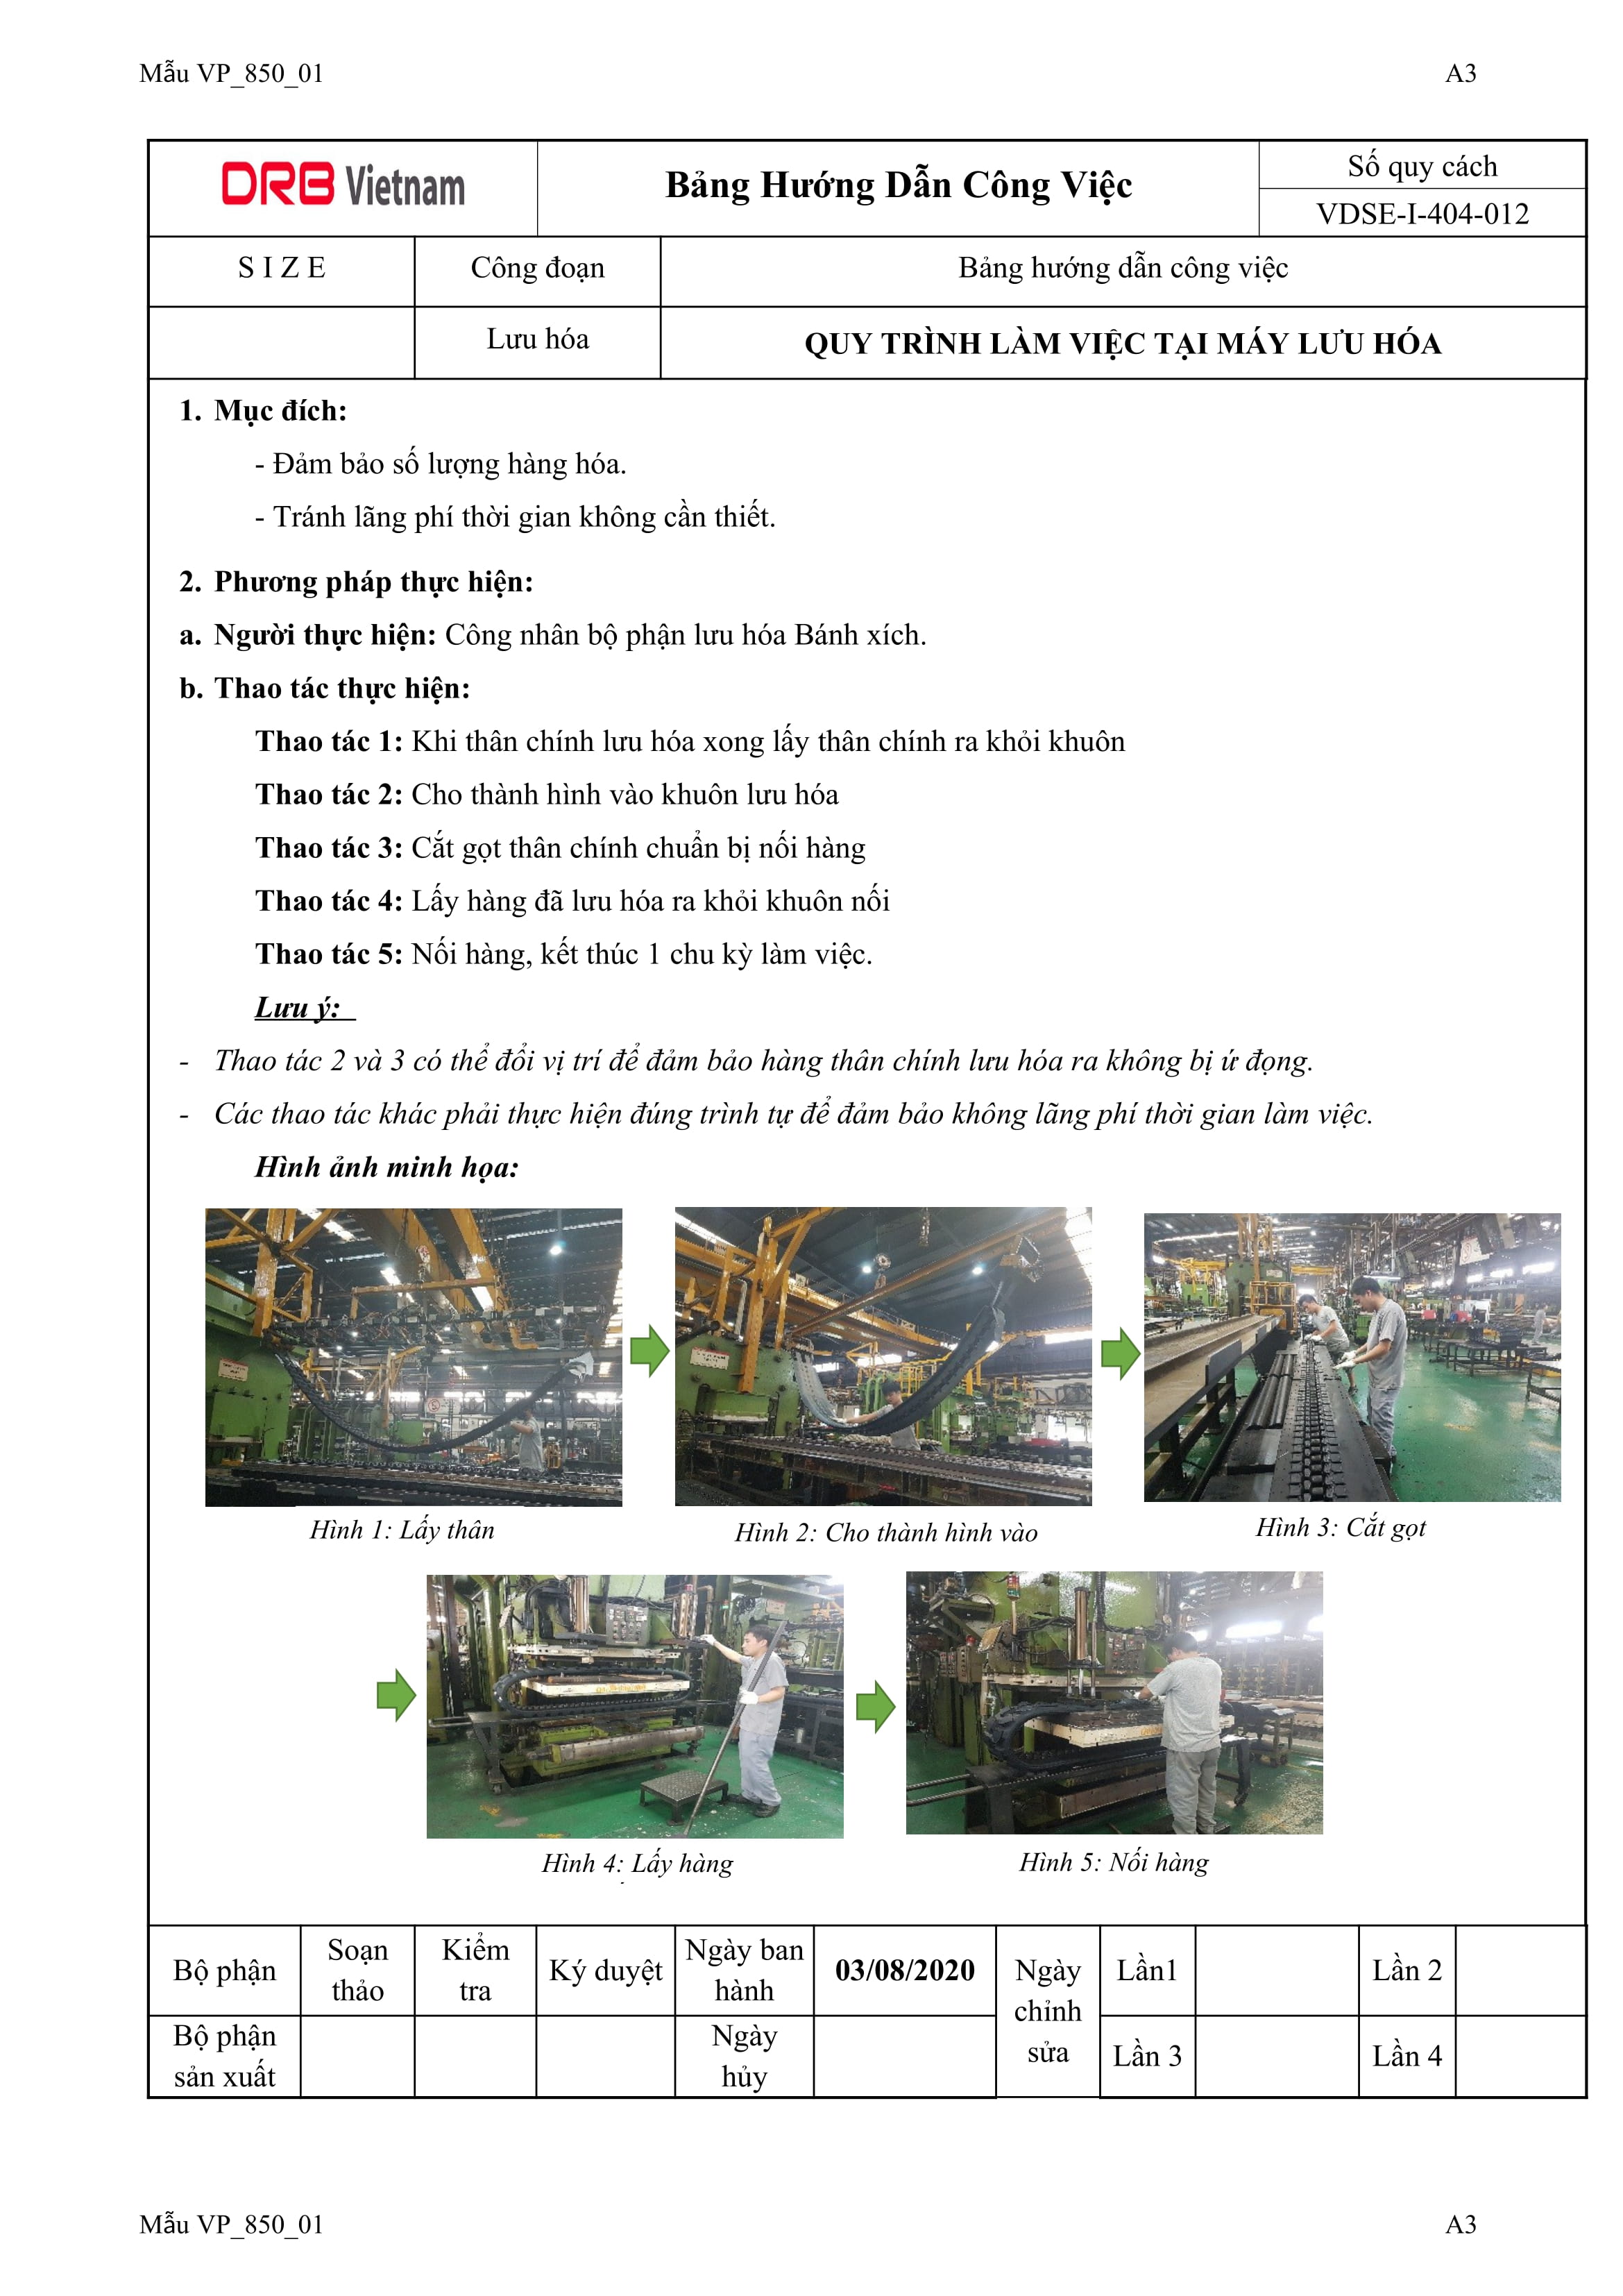 Mẫu VP_850_01 A3
DRB Vietnam
Bảng Hướng Dẫn Công Việc
Số quy cách
VDSE-I-404-012
S I Z E Công đoạn Bảng hướng dẫn công việc
Lưu hóa QUY TRÌNH LÀM VIỆC TẠI MÁY LƯU HÓA
1. Mục đích:
- Đảm bảo số lượng hàng hóa.
- Tránh lãng phí thời gian không cần thiết.
2. Phương pháp thực hiện:
a. Người thực hiện: Công nhân bộ phận lưu hóa Bánh xích.
b. Thao tác thực hiện:
Thao tác 1: Khi thân chính lưu hóa xong lấy thân chính ra khỏi khuôn
Thao tác 2: Cho thành hình vào khuôn lưu hóa
Thao tác 3: Cắt gọt thân chính chuẩn bị nối hàng
Thao tác 4: Lấy hàng đã lưu hóa ra khỏi khuôn nối
Thao tác 5: Nối hàng, kết thúc 1 chu kỳ làm việc.
Lưu ý:
- Thao tác 2 và 3 có thể đổi vị trí để đảm bảo hàng thân chính lưu hóa ra không bị ứ đọng.
- Các thao tác khác phải thực hiện đúng trình tự để đảm bảo không lãng phí thời gian làm việc.
Hình ảnh minh họa:
Hình 1: Lấy thân
Hình 2: Cho thành hình vào
Hình 3: Cắt gọt
Hình 4: Lấy hàng
Hình 5: Nối hàng
Bộ phận
Soạn
thảo
Kiểm
tra
Ký duyệt
Ngày ban
hành
03/08/2020
Ngày
chỉnh
sửa
Lần1
Lần 2
Bộ phận
sản xuất
Ngày
hủy
Lần 3
Lần 4
Mẫu VP_850_01 A3